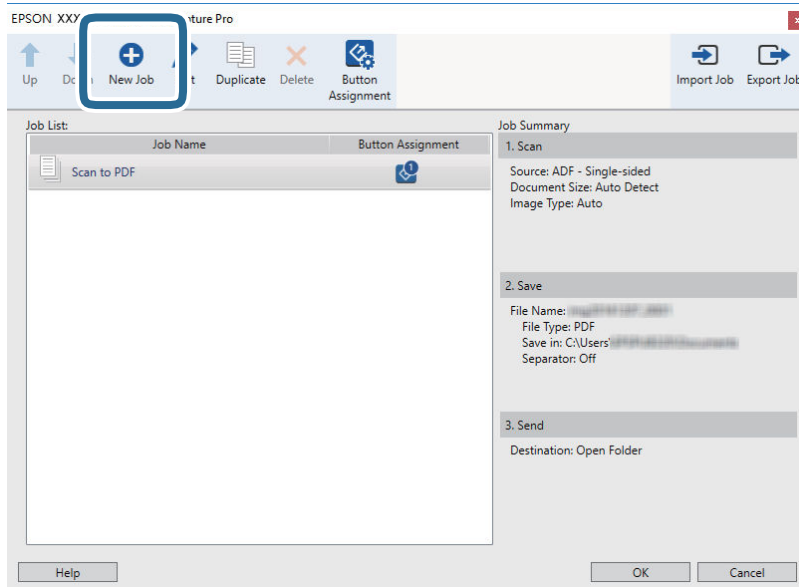 EPSON XXX
pture Pro
Up
New Job
t
Duplicate
Delete
Button
Assignment
Import Job
Export Job
Job List:
Job Name
Button Assignment
Scan to PDF
1
Job Summary
1. Scan
Source: ADF - Single-sided
Document Size: Auto Detect
Image Type: Auto
2. Save
File Name:
File Type: PDF
Save in: C:\Users\
Separator: Off
3. Send
Destination: Open Folder
Help
OK
Cancel